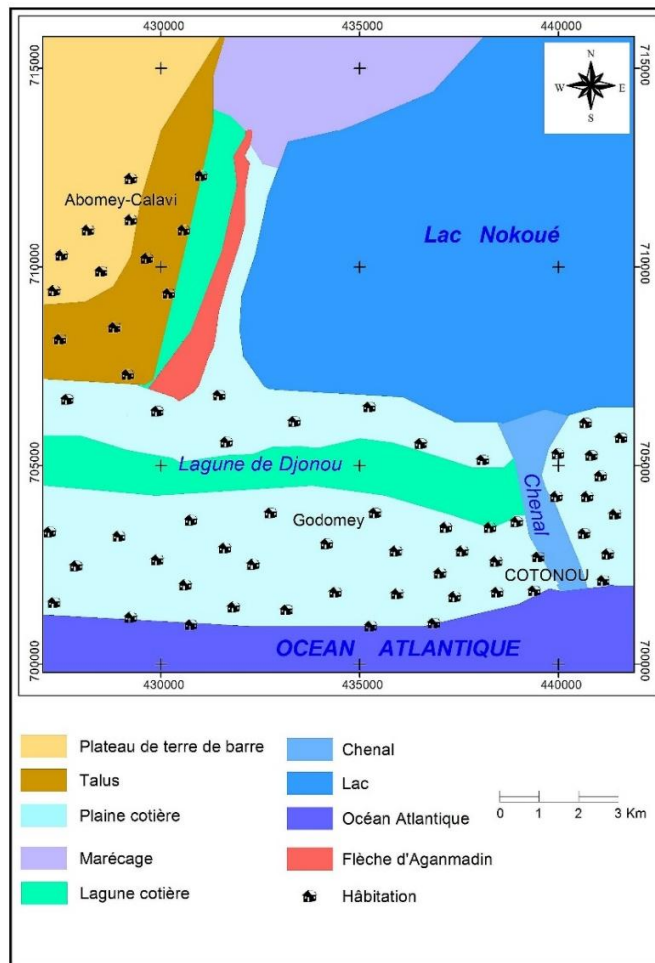 430000 435000 440000
N
W E
S
715000 715000
Abomey-Calavi
Lac Nokoué
710000 710000
Lagune de Djonou
705000 705000
Chenal
Godomey
COTONOU
OCEAN ATLANTIQUE
700000 700000
430000 435000 440000
Plateau de terre de barre
Talus
Plaine cotière
Marécage
Lagune cotière
Chenal
Lac
Océan Atlantique
0 1 2 3 Km
Flèche d'Aganmadin
Hâbitation